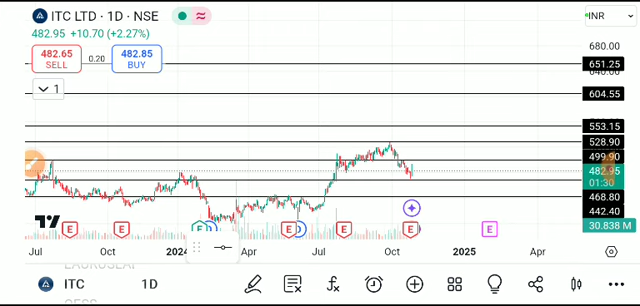 ITC LTD · 1D · NSE
INR
482.95 +10.70 (+2.27%)
482.65
SELL
0.20
482.85
BUY
1
680.00
651.25
640.00
604.55
553.15
528.90
499.90
482.95
01:30
468.80
442.40
30.838 M
E
E
E
E
E
E
Jul
Oct
2024
Apr
Jul
Oct
2025
Apr
ITC
1D